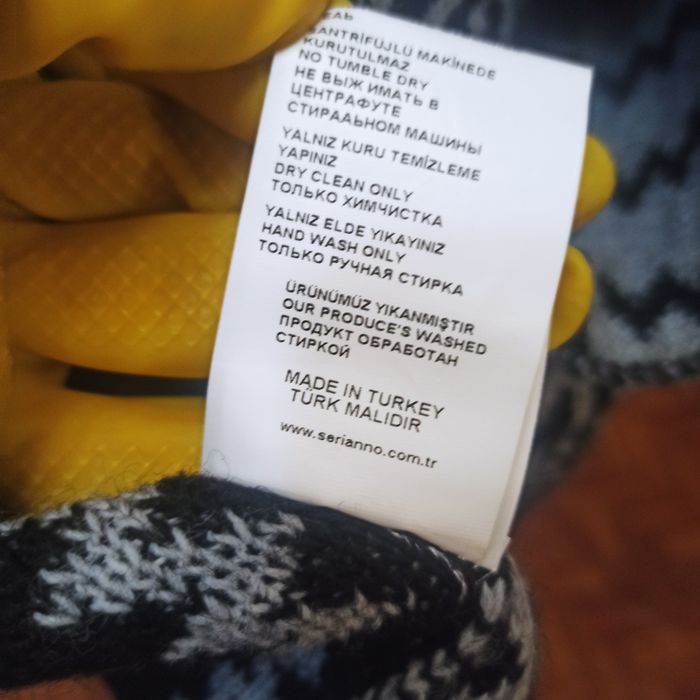 SANTRİFÜJLÜ MAKİNEDE
KURUTULMAZ
NO TUMBLE DRY
НЕ ВЫЖ ИМАТЬ В
ЦЕНТРАФУТЕ
СТИРААЬНОМ МАШИНЫ
YALNIZ KURU TEMİZLEME
YAPINIZ
DRY CLEAN ONLY
ТОЛЬКО ХИМЧИСТКА
YALNIZ ELDE YIKAYINIZ
HAND WASH ONLY
ТОЛЬКО РУЧНАЯ СТИРКА
ÜRÜNÜMÜZ YIKANMIŞTIR
OUR PRODUCE'S WASHED
ПРОДУКТ ОБРАБОТАН
СТИРКОЙ
MADE IN TURKEY
TÜRK MALIDIR
www.serianno.com.tr